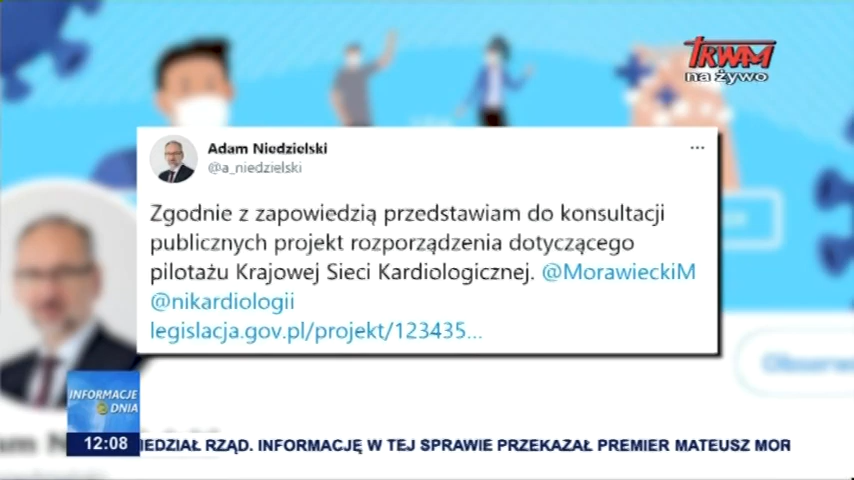 TRWAM
na żywo
Adam Niedzielski
@a_niedzielski
Zgodnie z zapowiedzią przedstawiam do konsultacji
publicznych projekt rozporządzenia dotyczącego
pilotażu Krajowej Sieci Kardiologicznej. @MorawieckiM
@nikardiologii
legislacja.gov.pl/projekt/123435...
Obserw
INFORMACJE
DNIA
12:08 IEDZIAŁ RZĄD. INFORMACJĘ W TEJ SPRAWIE PRZEKAZAŁ PREMIER MATEUSZ MOR